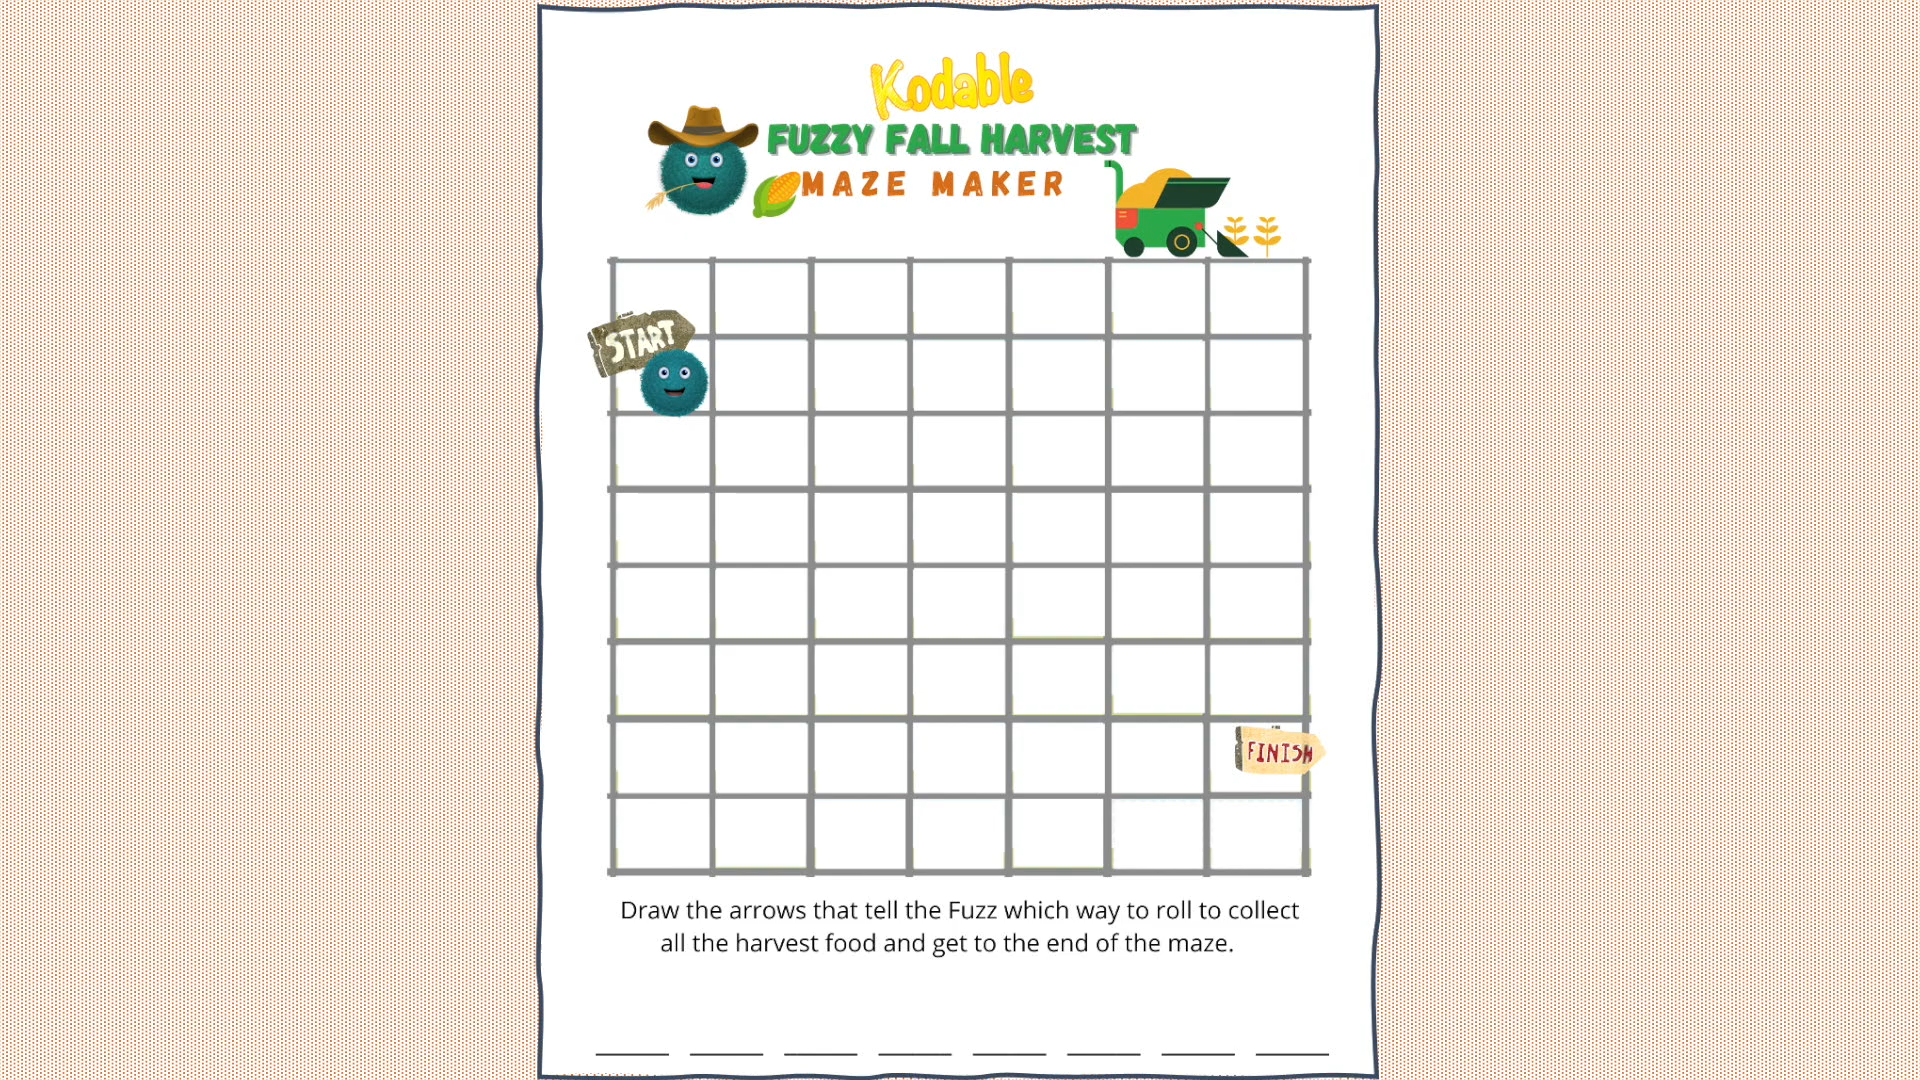 Kodable
FUZZY FALL HARVEST
MAZE MAKER
START
FINISH
Draw the arrows that tell the Fuzz which way to roll to collect
all the harvest food and get to the end of the maze.